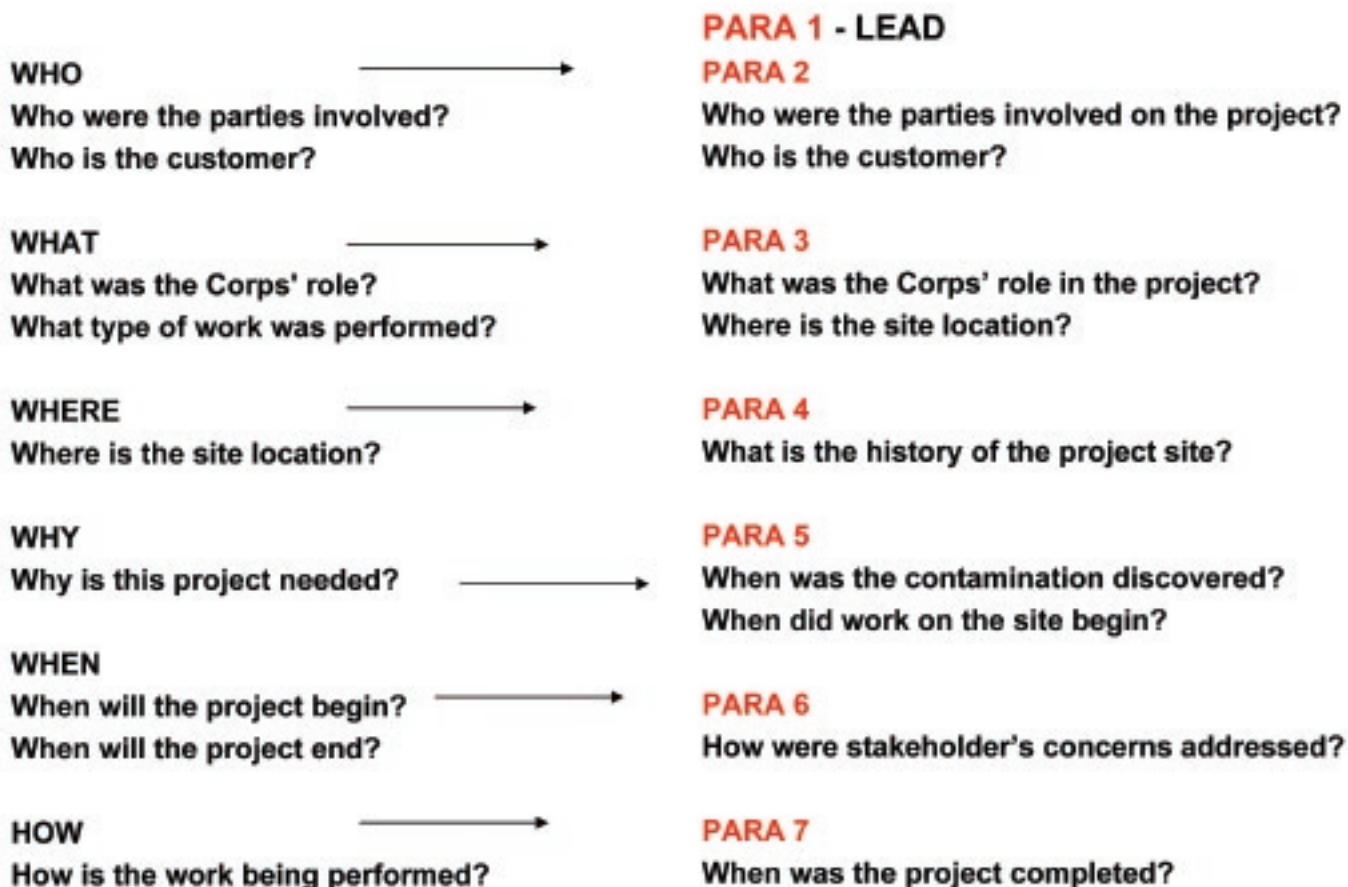 WHO
Who were the parties involved?
Who is the customer?
WHAT
What was the Corps' role?
What type of work was performed?
WHERE
Where is the site location?
WHY
Why is this project needed?
WHEN
When will the project begin?
When will the project end?
HOW
How is the work being performed?
PARA 1 - LEAD
PARA 2
Who were the parties involved on the project?
Who is the customer?
PARA 3
What was the Corps’ role in the project?
Where is the site location?
PARA 4
What is the history of the project site?
PARA 5
When was the contamination discovered?
When did work on the site begin?
PARA 6
How were stakeholder’s concerns addressed?
PARA 7
When was the project completed?